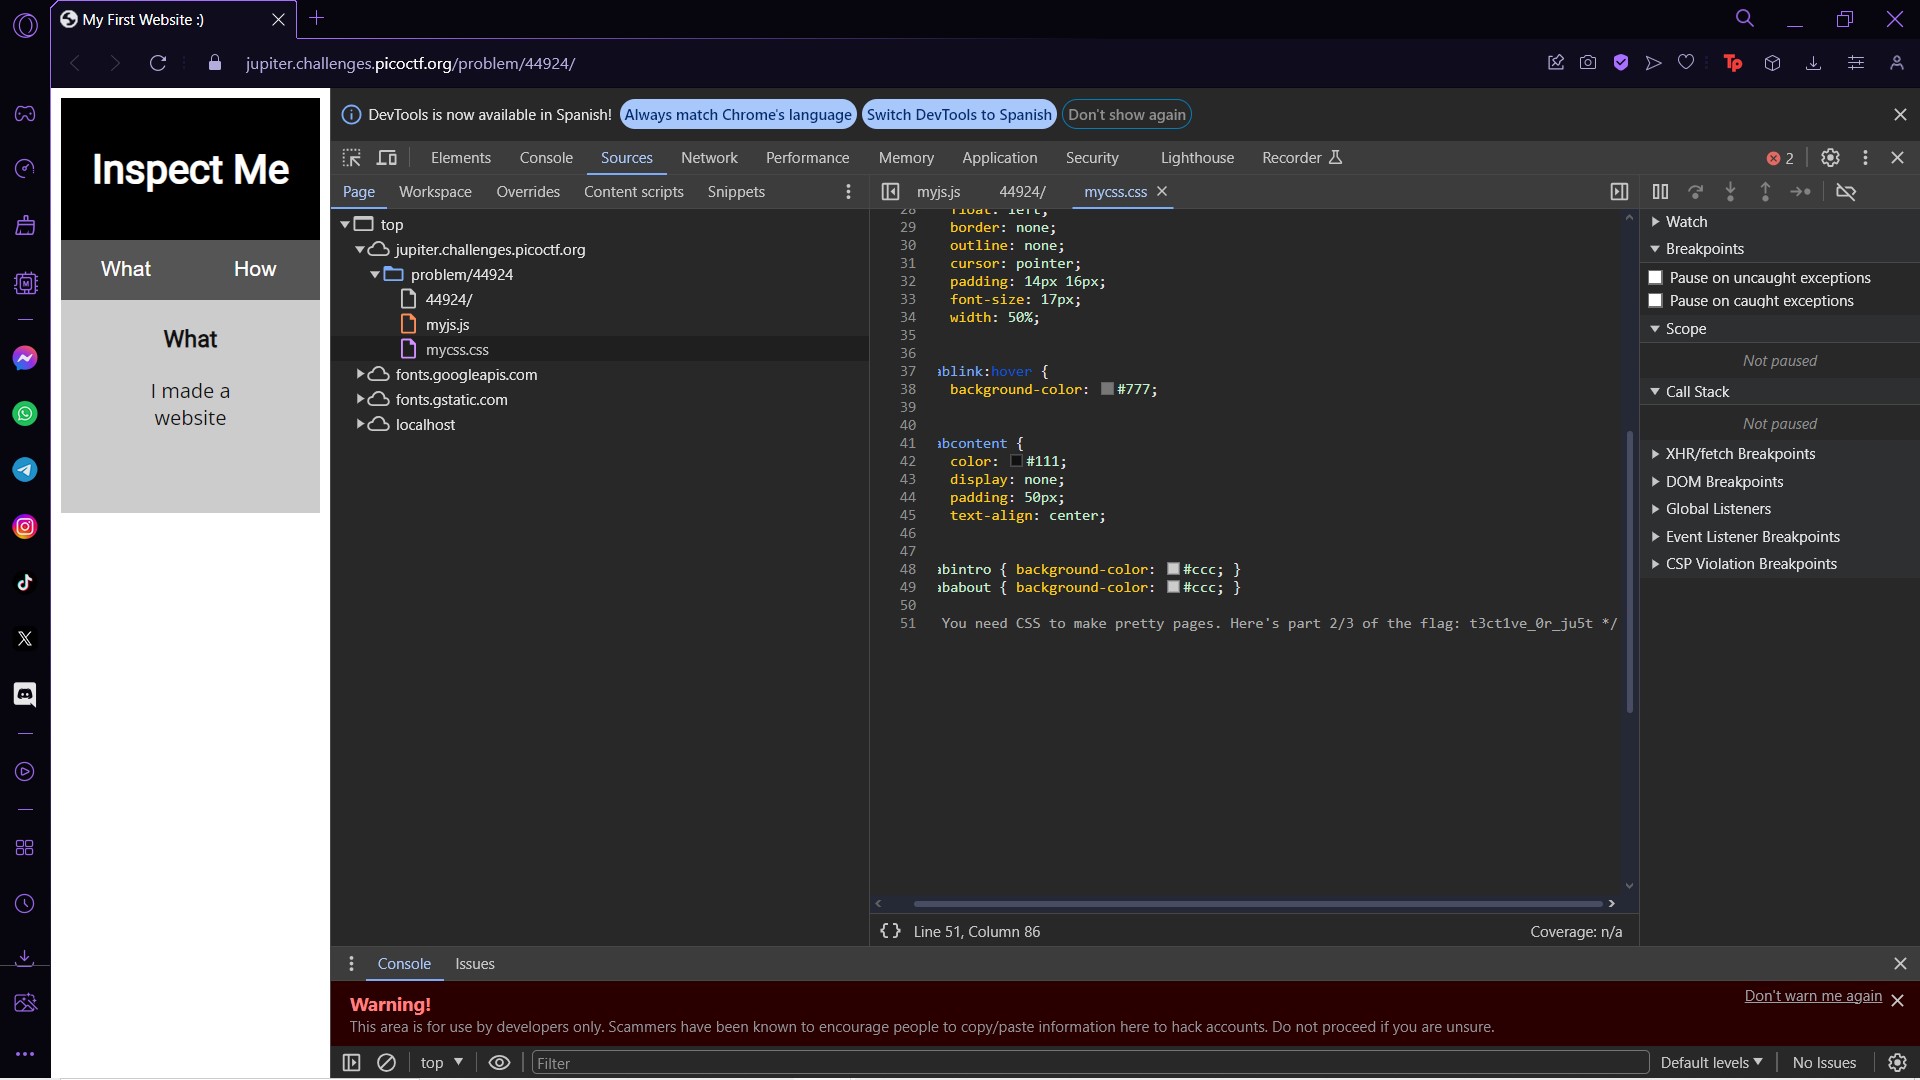 My First Website :)
jupiter.challenges.picoctf.org/problem/44924/
Inspect Me
What How
What
I made a
website
DevTools is now available in Spanish! Always match Chrome's language Switch DevTools to Spanish Don't show again
Elements Console Sources Network Performance Memory Application Security Lighthouse Recorder 2
Page Workspace Overrides Content scripts Snippets
top
jupiter.challenges.picoctf.org
problem/44924
44924/
myjs.js
mycss.css
fonts.googleapis.com
fonts.gstatic.com
localhost
myjs.js 44924/ mycss.css
28 float: left;
29 border: none;
30 outline: none;
31 cursor: pointer;
32 padding: 14px 16px;
33 font-size: 17px;
34 width: 50%;
35
36
37 ablink:hover {
38 background-color: #777;
39
40
41 abcontent {
42 color: #111;
43 display: none;
44 padding: 50px;
45 text-align: center;
46
47
48 abintro { background-color: #ccc; }
49 ababout { background-color: #ccc; }
50
51 You need CSS to make pretty pages. Here's part 2/3 of the flag: t3ct1ve_0r_ju5t */
{} Line 51, Column 86 Coverage: n/a
Watch
Breakpoints
Pause on uncaught exceptions
Pause on caught exceptions
Scope
Not paused
Call Stack
Not paused
XHR/fetch Breakpoints
DOM Breakpoints
Global Listeners
Event Listener Breakpoints
CSP Violation Breakpoints
Console Issues
Warning!
Don't warn me again
This area is for use by developers only. Scammers have been known to encourage people to copy/paste information here to hack accounts. Do not proceed if you are unsure.
top Filter Default levels No Issues